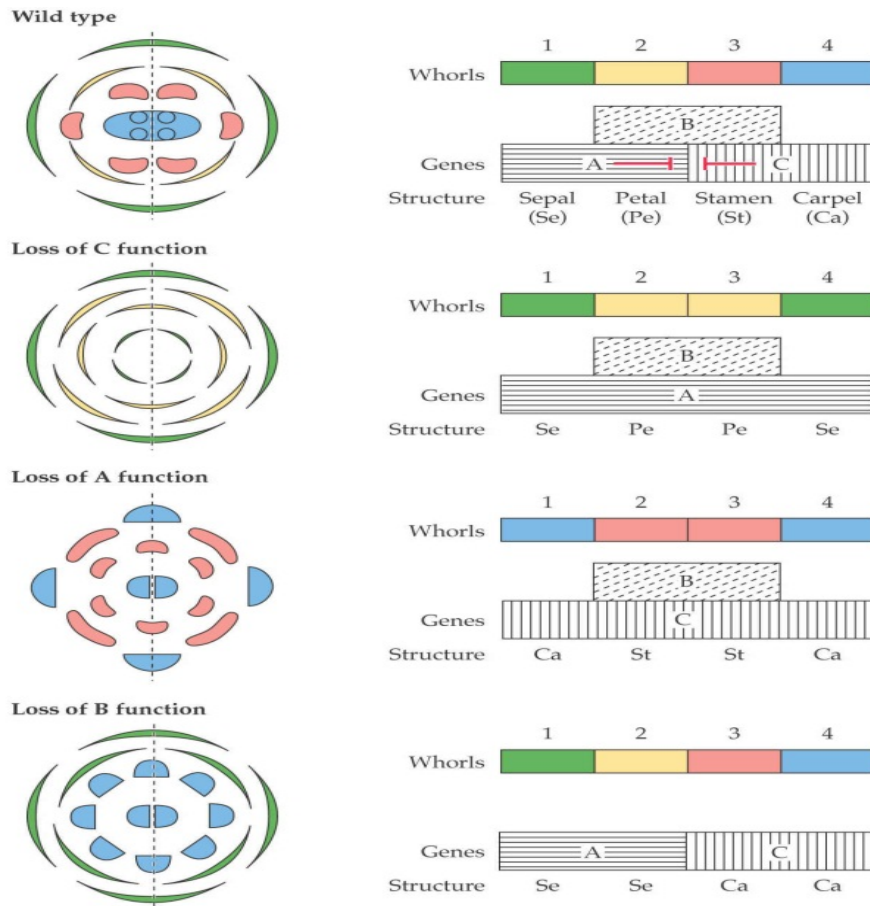 Wild type
1 2 3 4
Whorls
B
Genes A C
Structure Sepal Petal Stamen Carpel
(Se) (Pe) (St) (Ca)
Loss of C function
1 2 3 4
Whorls
B
Genes A
Structure Se Pe Pe Se
Loss of A function
1 2 3 4
Whorls
B
Genes C
Structure Ca St St Ca
Loss of B function
1 2 3 4
Whorls
Genes A C
Structure Se Se Ca Ca